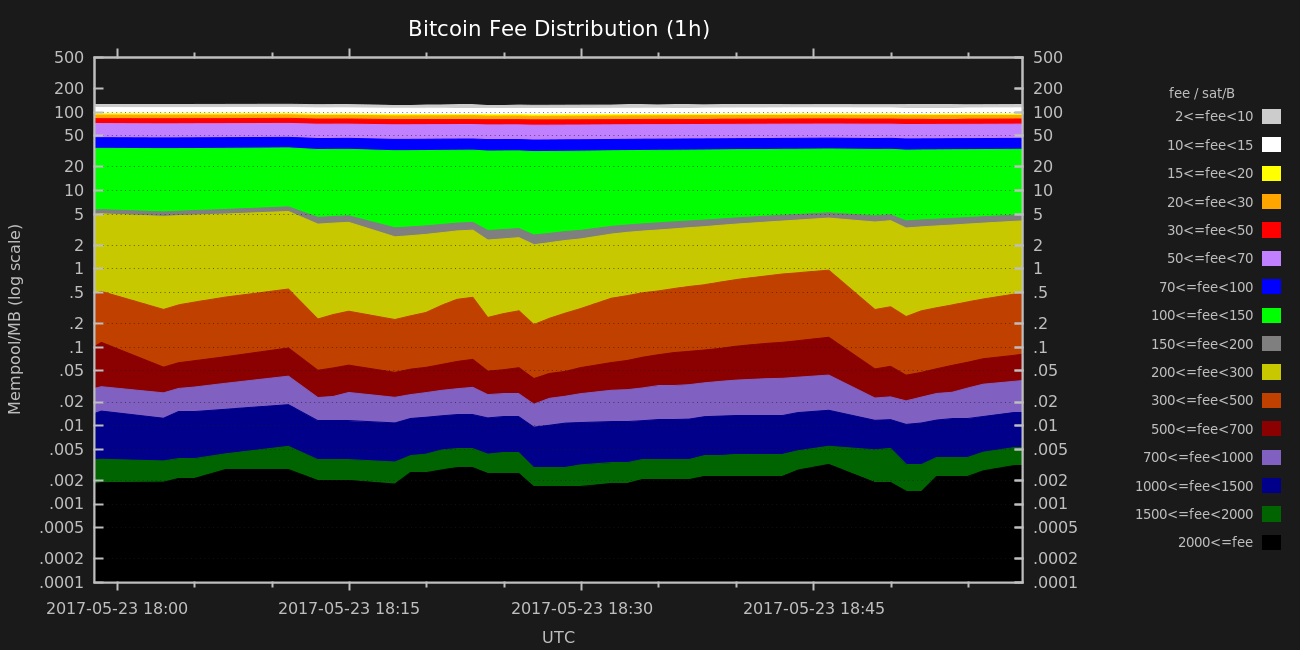 Bitcoin Fee Distribution (1h)
500 500
200 200
100 100
50 50
20 20
10 10
5 5
2 2
1 1
.5 .5
.2 .2
.1 .1
.05 .05
.02 .02
.01 .01
.005 .005
.002 .002
.001 .001
.0005 .0005
.0002 .0002
.0001 .0001
Mempool/MB (log scale)
2017-05-23 18:00 2017-05-23 18:15 2017-05-23 18:30 2017-05-23 18:45
UTC
fee / sat/B
2<=fee<10
10<=fee<15
15<=fee<20
20<=fee<30
30<=fee<50
50<=fee<70
70<=fee<100
100<=fee<150
150<=fee<200
200<=fee<300
300<=fee<500
500<=fee<700
700<=fee<1000
1000<=fee<1500
1500<=fee<2000
2000<=fee